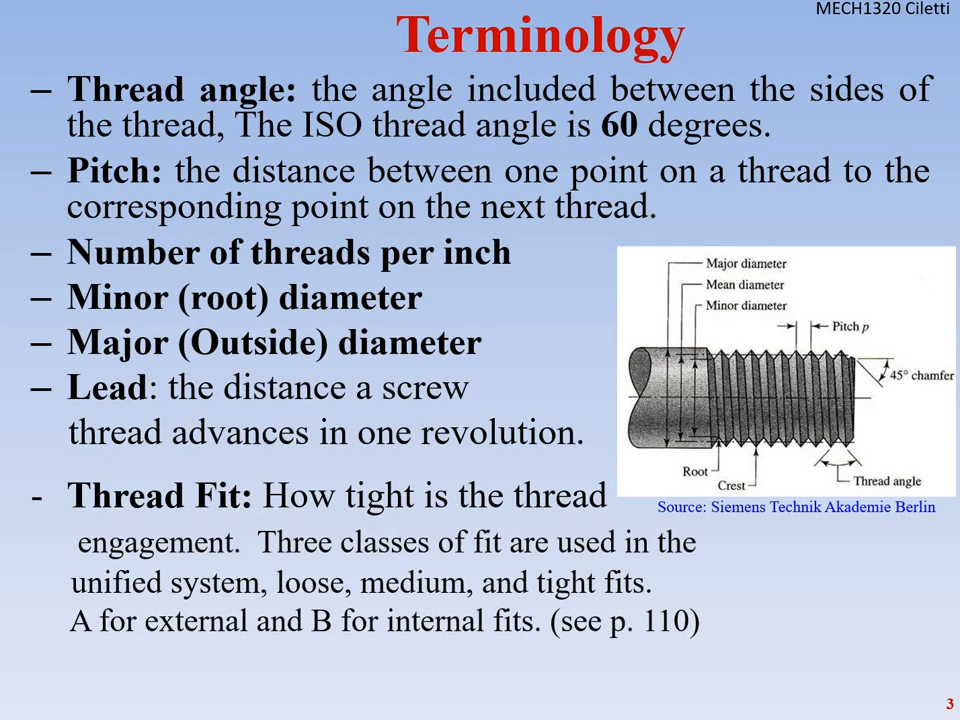 MECH1320 Ciletti
Terminology
– Thread angle: the angle included between the sides of
the thread, The ISO thread angle is 60 degrees.
– Pitch: the distance between one point on a thread to the
corresponding point on the next thread.
– Number of threads per inch
– Minor (root) diameter
– Major (Outside) diameter
– Lead: the distance a screw
thread advances in one revolution.
- Thread Fit: How tight is the thread
engagement. Three classes of fit are used in the
unified system, loose, medium, and tight fits.
A for external and B for internal fits. (see p. 110)
Major diameter
Mean diameter
Minor diameter
Pitch p
45° chamfer
Root
Crest
Thread angle
Source: Siemens Technik Akademie Berlin
3